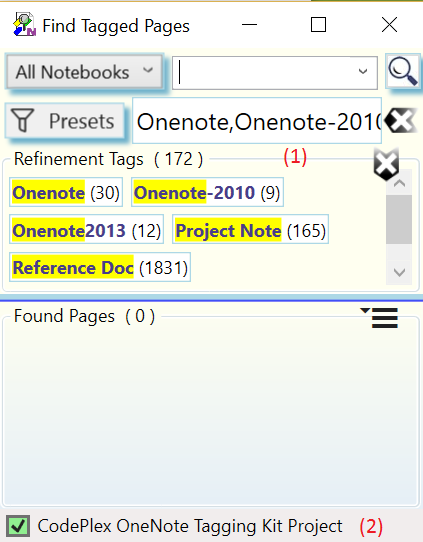 Find Tagged Pages
All Notebooks
Presets Onenote,Onenote-2010
Refinement Tags ( 172 ) (1)
Onenote (30) Onenote-2010 (9)
Onenote2013 (12) Project Note (165)
Reference Doc (1831)
Found Pages ( 0 )
CodePlex OneNote Tagging Kit Project (2)